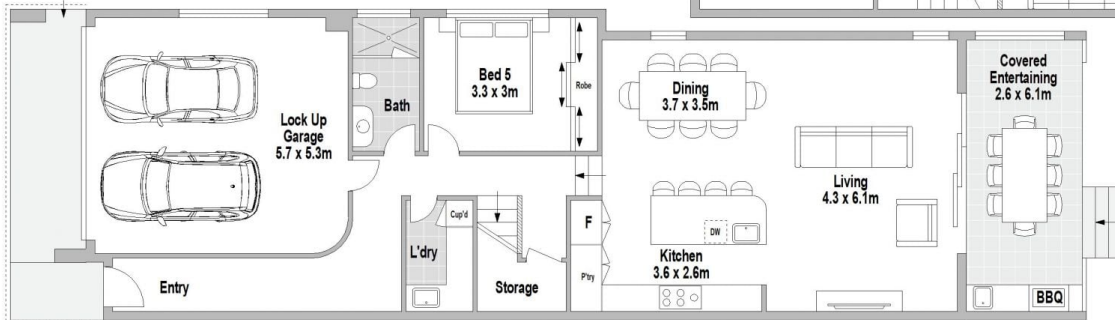 Lock Up
Garage
5.7 x 5.3m
Bath
Bed 5
3.3 x 3m
Robe
Dining
3.7 x 3.5m
Covered
Entertaining
2.6 x 6.1m
Living
4.3 x 6.1m
Cup'd
L'dry
F
P'try
DW
Kitchen
3.6 x 2.6m
Entry
Storage
BBQ